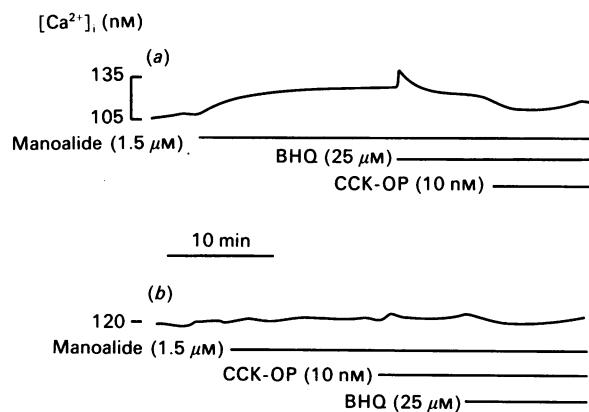 [Ca²⁺]ᵢ (nM)
(a)
135
105
Manoalide (1.5 μM)
BHQ (25 μM)
CCK-OP (10 nM)
10 min
(b)
120
Manoalide (1.5 μM)
CCK-OP (10 nM)
BHQ (25 μM)